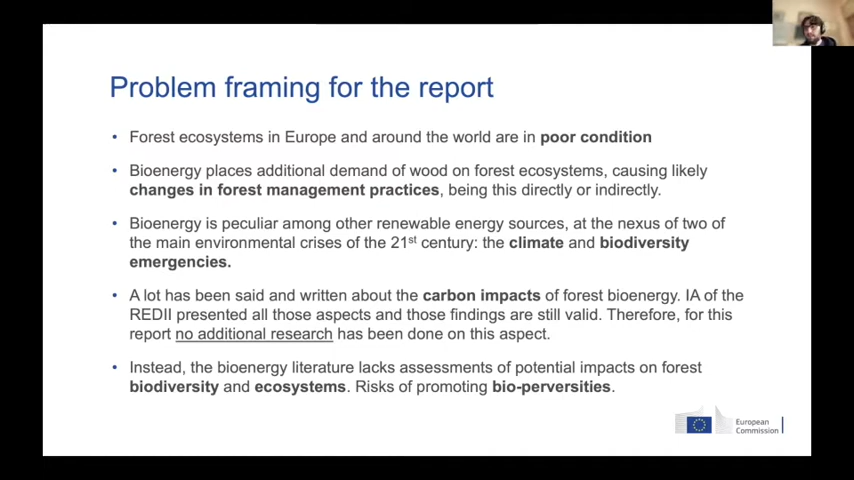 Problem framing for the report
• Forest ecosystems in Europe and around the world are in poor condition
• Bioenergy places additional demand of wood on forest ecosystems, causing likely
changes in forest management practices, being this directly or indirectly.
• Bioenergy is peculiar among other renewable energy sources, at the nexus of two of
the main environmental crises of the 21st century: the climate and biodiversity
emergencies.
• A lot has been said and written about the carbon impacts of forest bioenergy. IA of the
REDII presented all those aspects and those findings are still valid. Therefore, for this
report no additional research has been done on this aspect.
• Instead, the bioenergy literature lacks assessments of potential impacts on forest
biodiversity and ecosystems. Risks of promoting bio-perversities.
European
Commission